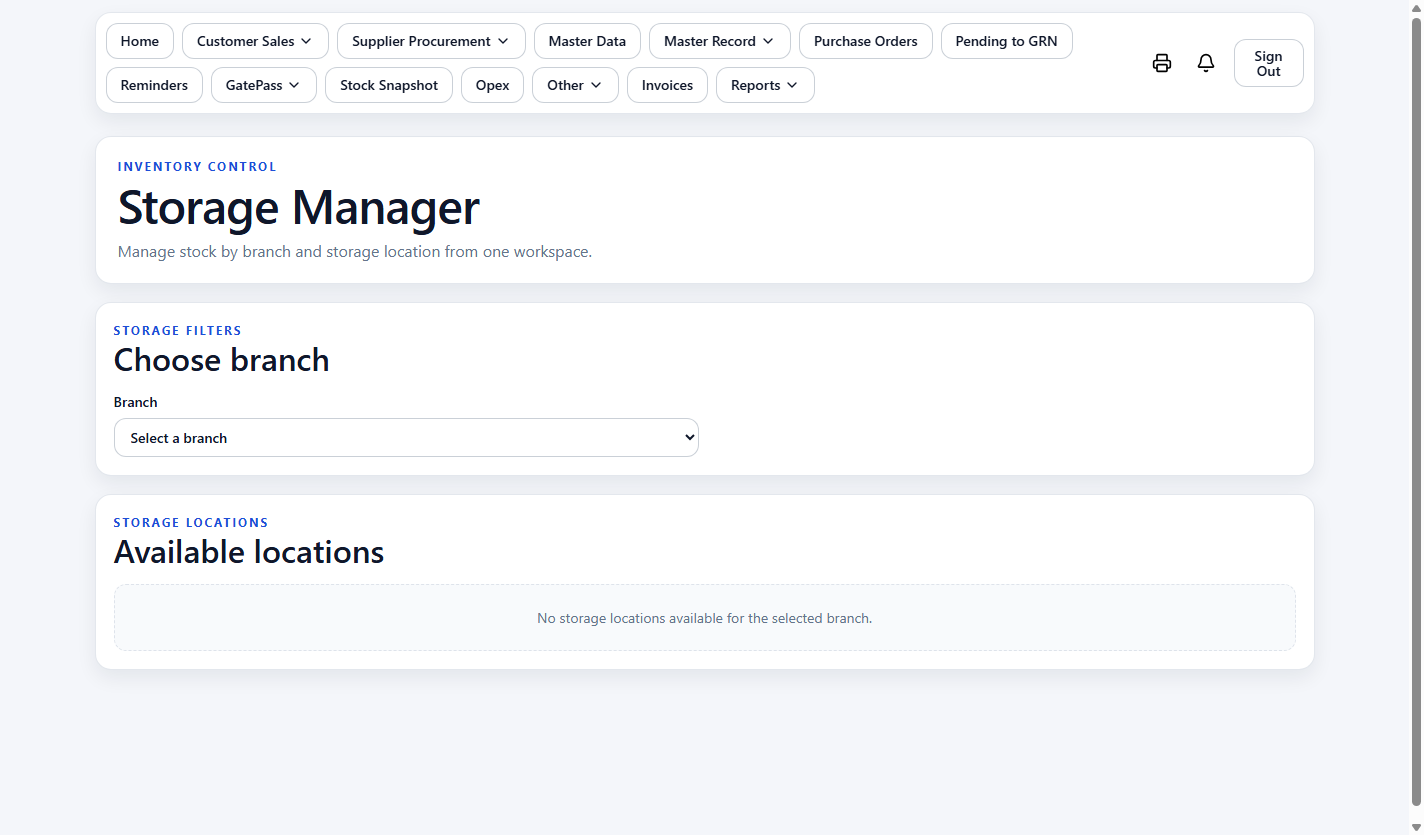 Home
Customer Sales
Supplier Procurement
Master Data
Master Record
Purchase Orders
Pending to GRN
Reminders
GatePass
Stock Snapshot
Opex
Other
Invoices
Reports
Sign
Out
INVENTORY CONTROL
Storage Manager
Manage stock by branch and storage location from one workspace.
STORAGE FILTERS
Choose branch
Branch
Select a branch
STORAGE LOCATIONS
Available locations
No storage locations available for the selected branch.